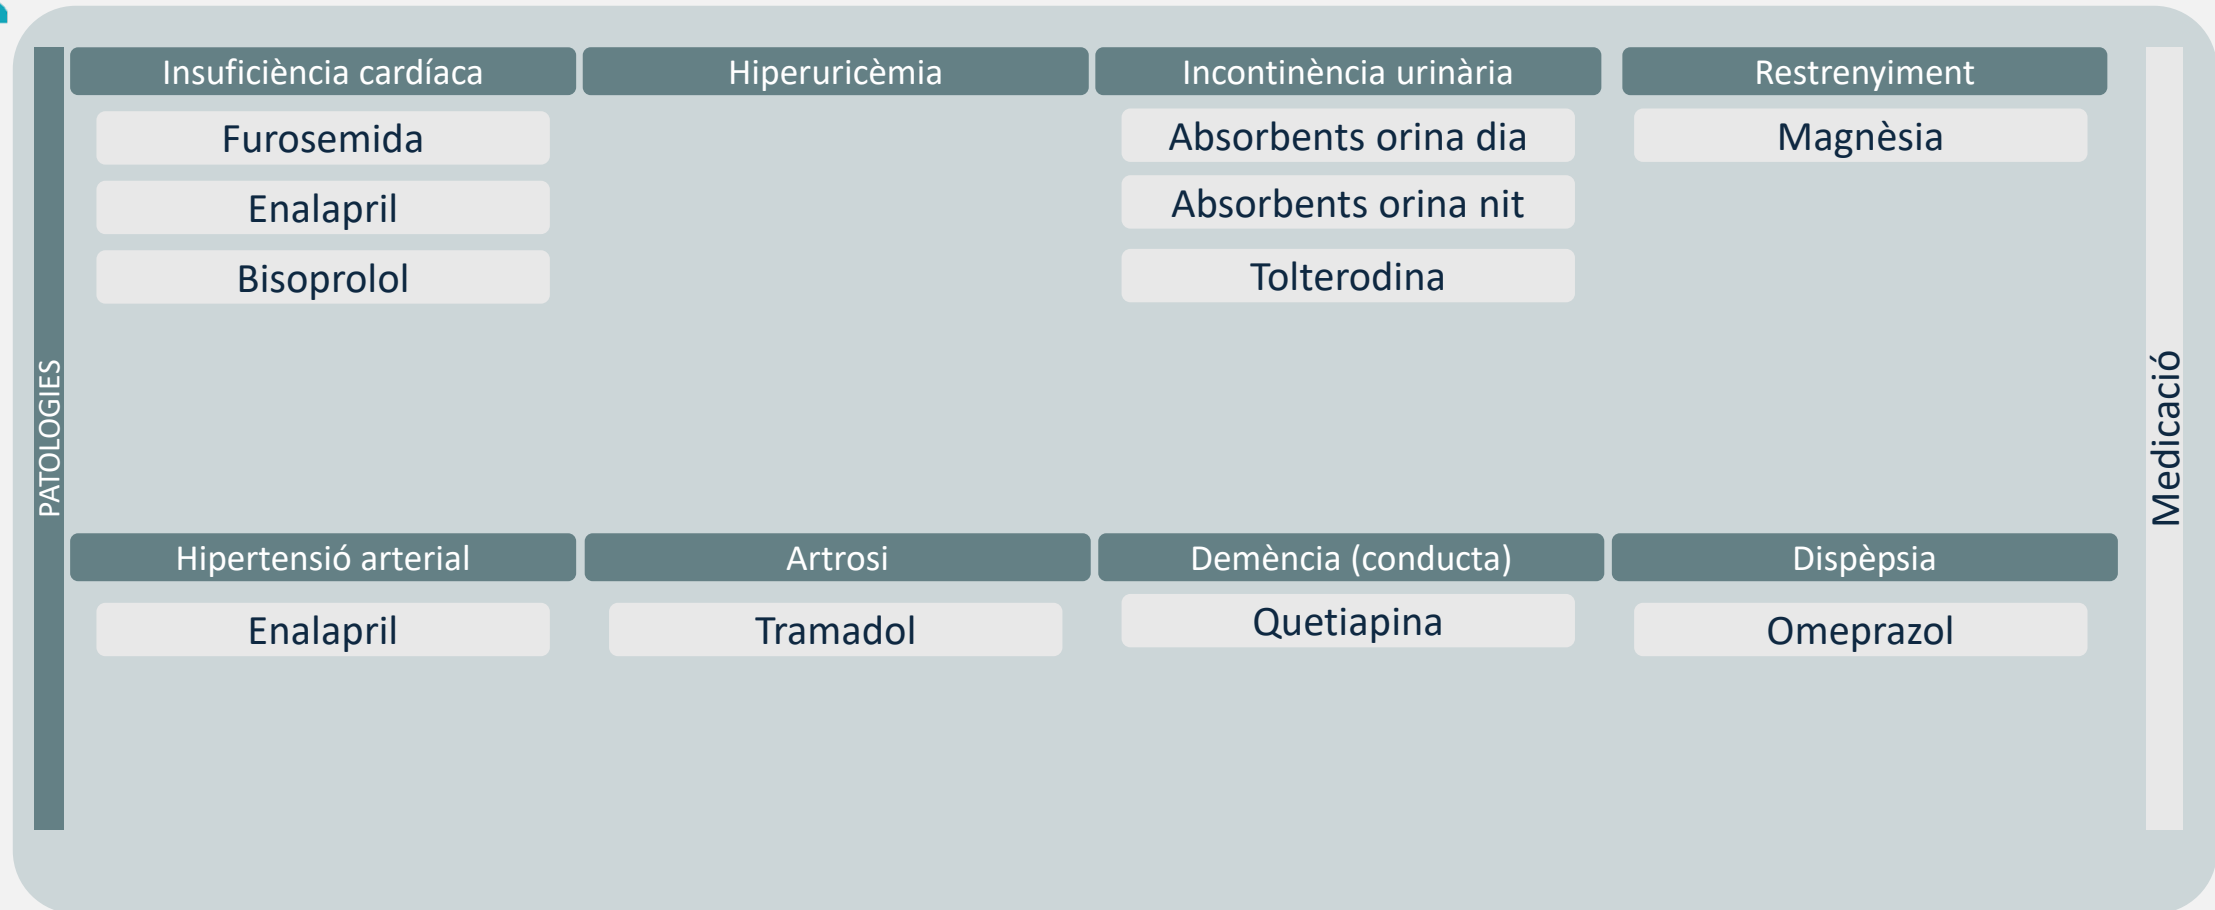 Insuficiència cardíaca
Hiperuricèmia
Incontinència urinària
Restrenyiment
Furosemida
Absorbents orina dia
Magnèsia
Enalapril
Absorbents orina nit
Bisoprolol
Tolterodina
PATOLOGIES
Medicació
Hipertensió arterial
Artrosi
Demència (conducta)
Dispèpsia
Enalapril
Tramadol
Quetiapina
Omeprazol